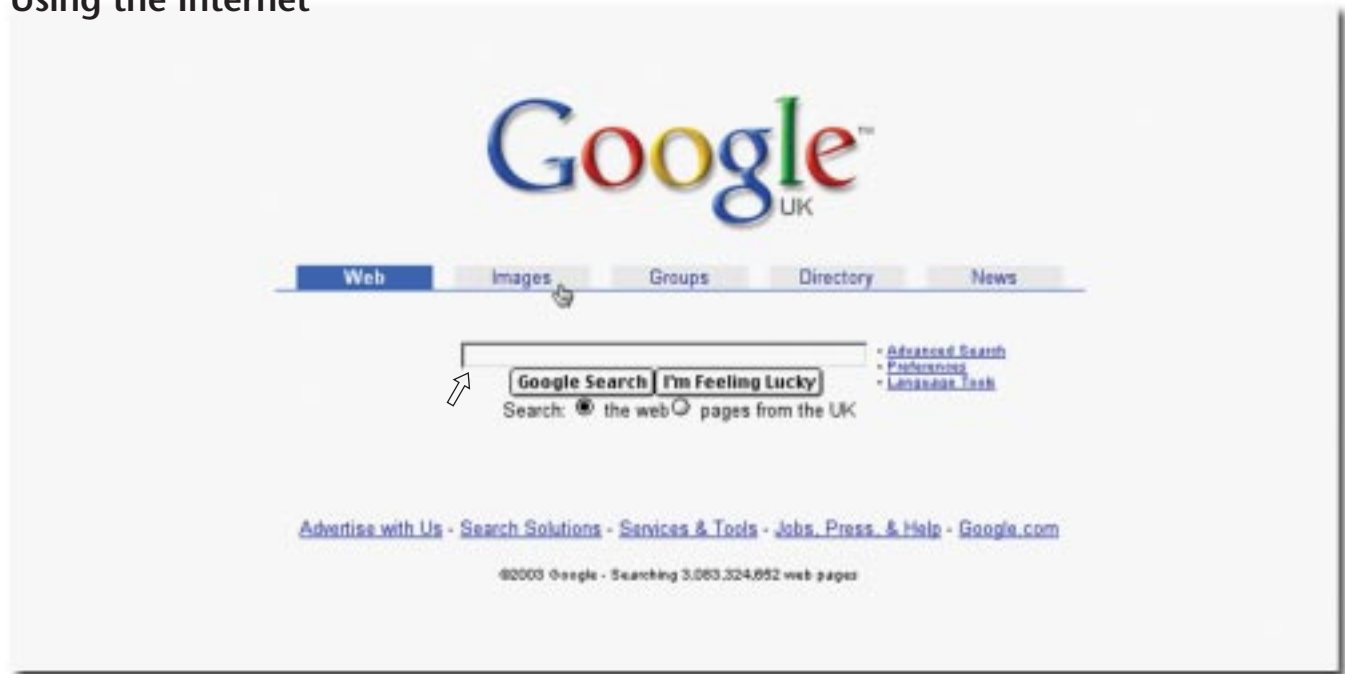 Using the Internet
Google™
UK
Web Images Groups Directory News
- Advanced Search
- Preferences
- Language Tools
Google Search I'm Feeling Lucky
Search: the web pages from the UK
Advertise with Us - Search Solutions - Services & Tools - Jobs, Press, & Help - Google.com
©2003 Google - Searching 3,083,324,652 web pages